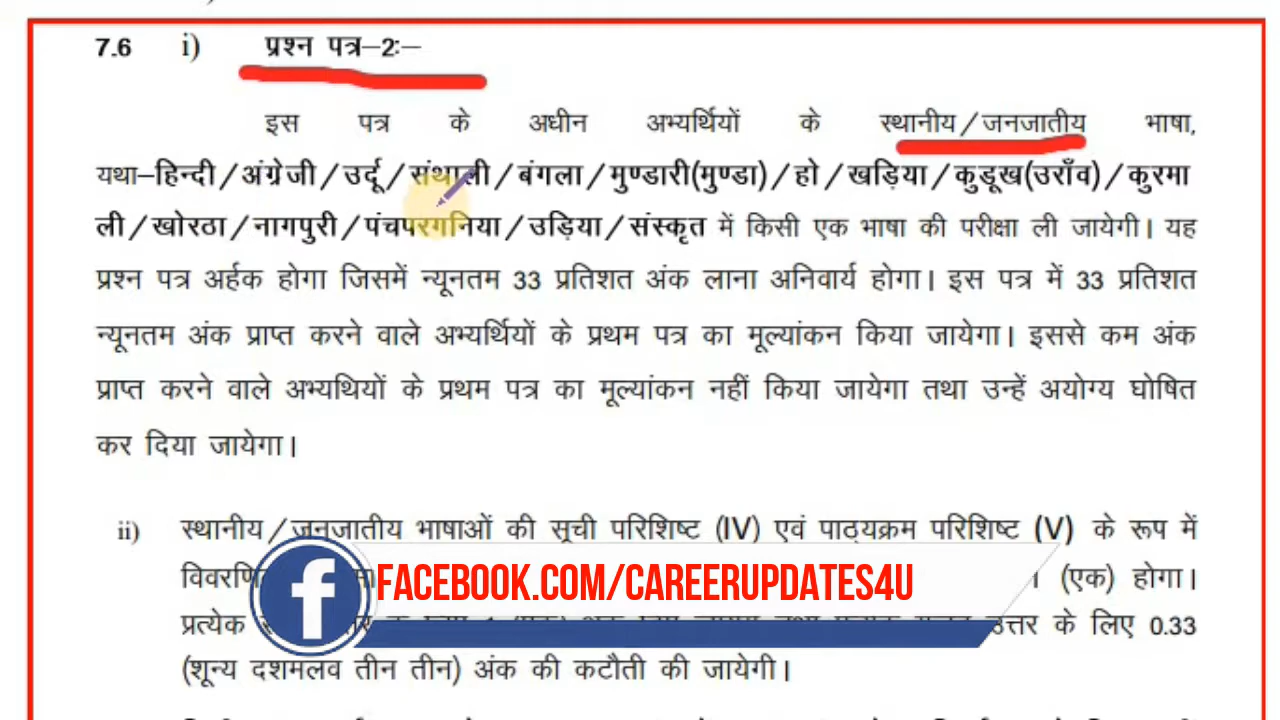 7.6 i) प्रश्न पत्र–2:–
इस पत्र के अधीन अभ्यर्थियों के स्थानीय/जनजातीय भाषा,
यथा–हिन्दी/अंग्रेजी/उर्दू/संथाली/बंगला/मुण्डारी(मुण्डा)/हो/खड़िया/कुडूख(उराँव)/कुरमा
ली/खोरठा/नागपुरी/पंचपरगनिया/उड़िया/संस्कृत में किसी एक भाषा की परीक्षा ली जायेगी। यह
प्रश्न पत्र अर्हक होगा जिसमें न्यूनतम 33 प्रतिशत अंक लाना अनिवार्य होगा। इस पत्र में 33 प्रतिशत
न्यूनतम अंक प्राप्त करने वाले अभ्यर्थियों के प्रथम पत्र का मूल्यांकन किया जायेगा। इससे कम अंक
प्राप्त करने वाले अभ्यथियों के प्रथम पत्र का मूल्यांकन नहीं किया जायेगा तथा उन्हें अयोग्य घोषित
कर दिया जायेगा।
ii) स्थानीय/जनजातीय भाषाओं की सूची परिशिष्ट (IV) एवं पाठ्यक्रम परिशिष्ट (V) के रूप में
(एक) होगा।
FACEBOOK.COM/CAREERUPDATES4U
प्रत्येक उत्तर के लिए 0.33
(शून्य दशमलव तीन तीन) अंक की कटौती की जायेगी।